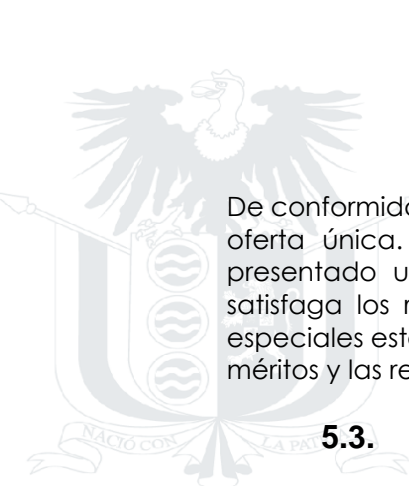 De conformida
oferta única.
presentado u
satisfaga los
especiales est
méritos y las re
5.3.
NACIÓ CON LA PAT